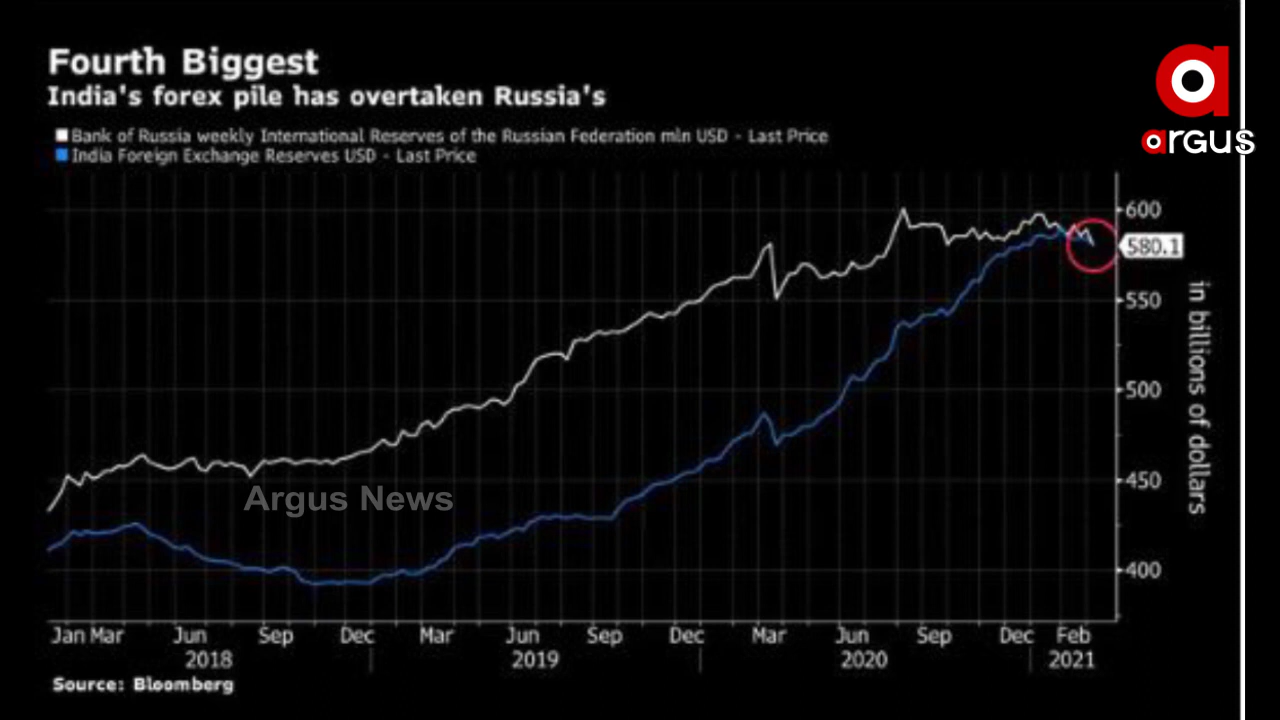 Fourth Biggest
India's forex pile has overtaken Russia's
argus
Bank of Russia weekly International Reserves of the Russian Federation mln USD - Last Price
India Foreign Exchange Reserves USD - Last Price
600
580.1
550
500
450
400
in billions of dollars
Argus News
Jan Mar Jun Sep Dec Mar Jun Sep Dec Mar Jun Sep Dec Feb
2018 2019 2020 2021
Source: Bloomberg